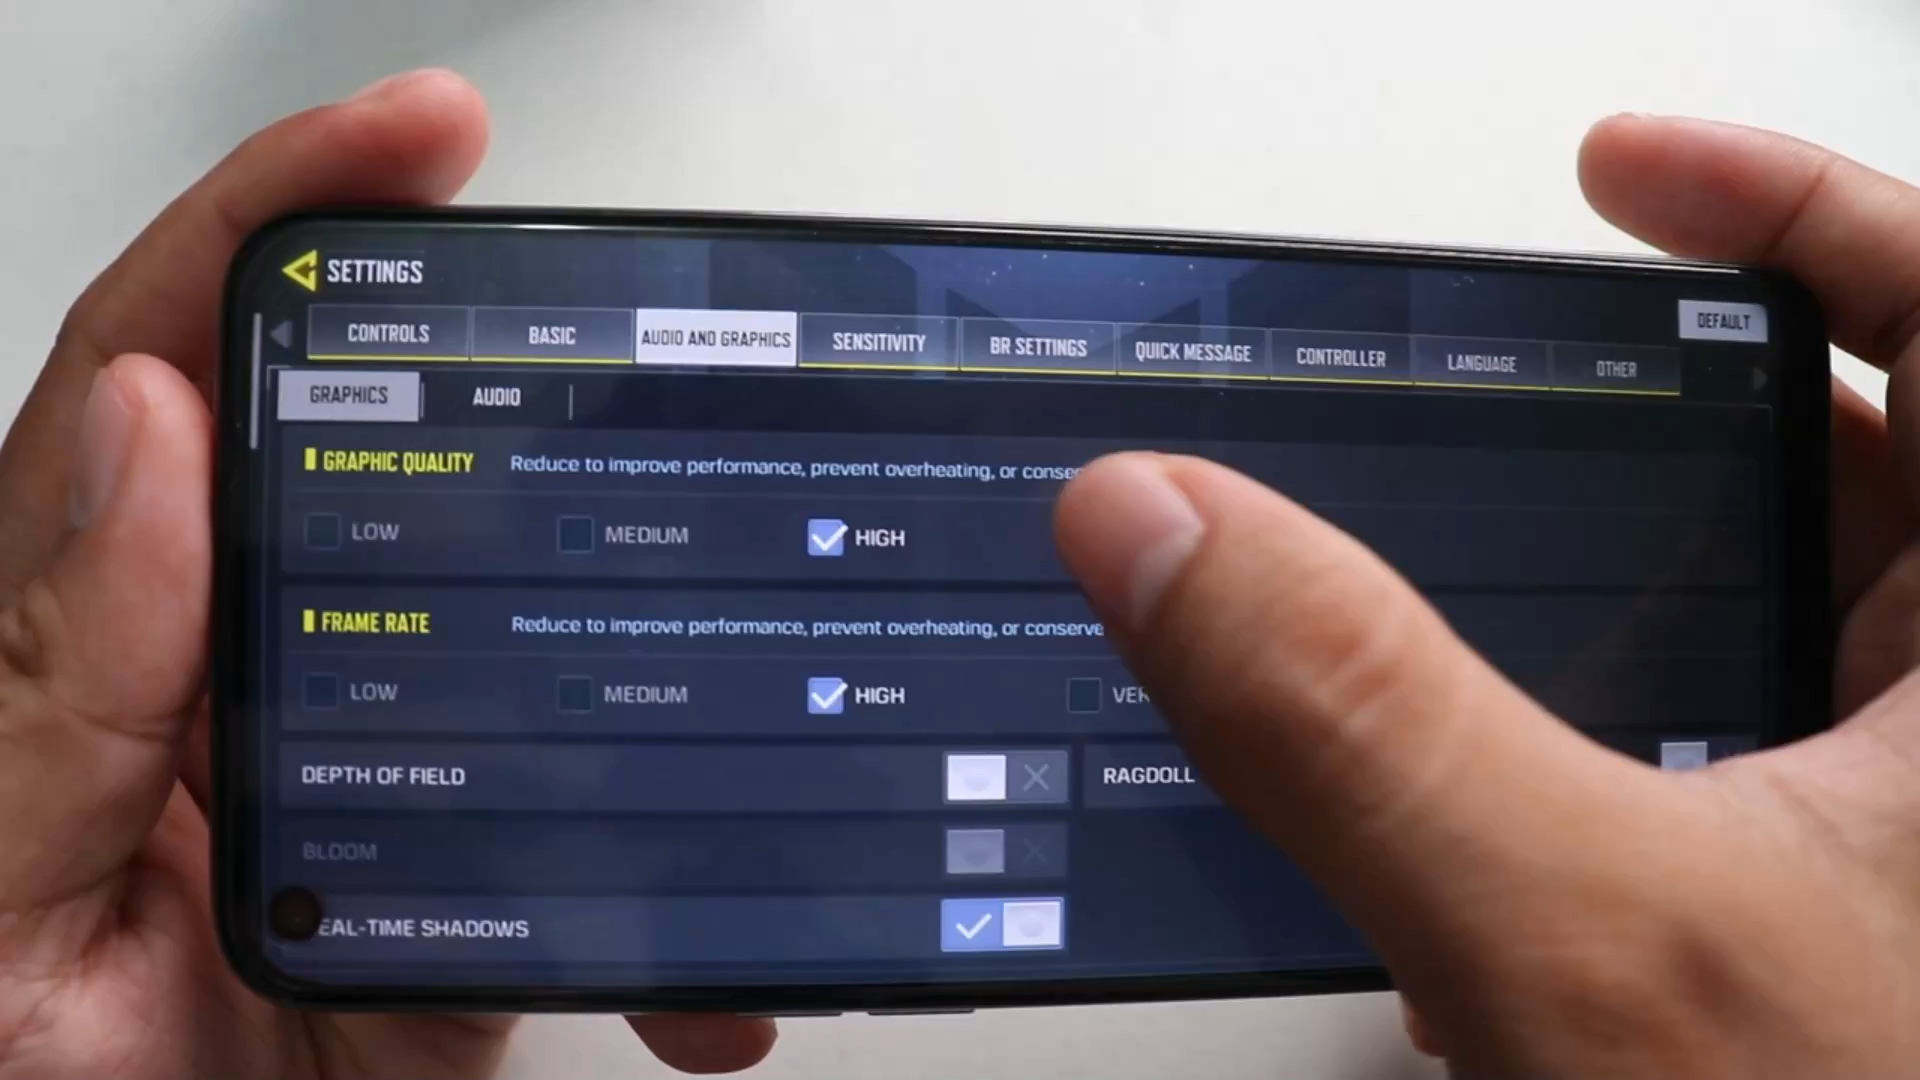 SETTINGS
DEFAULT
CONTROLS BASIC AUDIO AND GRAPHICS SENSITIVITY BR SETTINGS QUICK MESSAGE CONTROLLER LANGUAGE OTHER
GRAPHICS AUDIO
GRAPHIC QUALITY Reduce to improve performance, prevent overheating, or
LOW MEDIUM HIGH
FRAME RATE Reduce to improve performance, prevent overheating, or conserve
LOW MEDIUM HIGH
DEPTH OF FIELD RAGDOLL
BLOOM
EAL-TIME SHADOWS